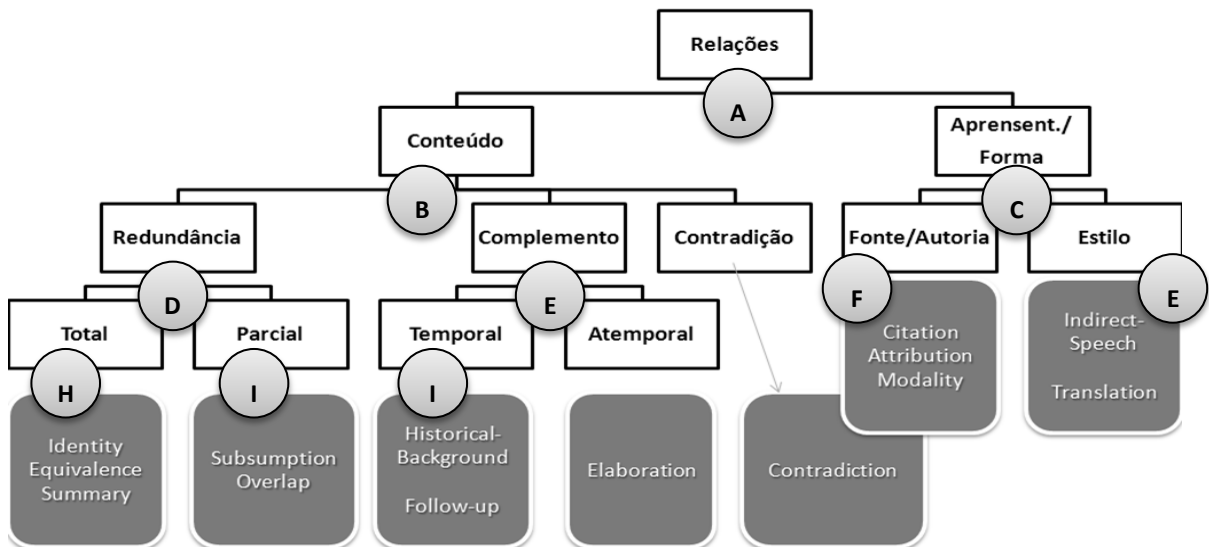 Relações
A
Conteúdo
Aprensent./
Forma
B
C
Redundância
Complemento
Contradição
Fonte/Autoria
Estilo
D
E
F
E
Total
Parcial
Temporal
Atemporal
Citation
Attribution
Modality
Indirect-
Speech
Translation
H
I
I
Identity
Equivalence
Summary
Subsumption
Overlap
Historical-
Background
Follow-up
Elaboration
Contradiction